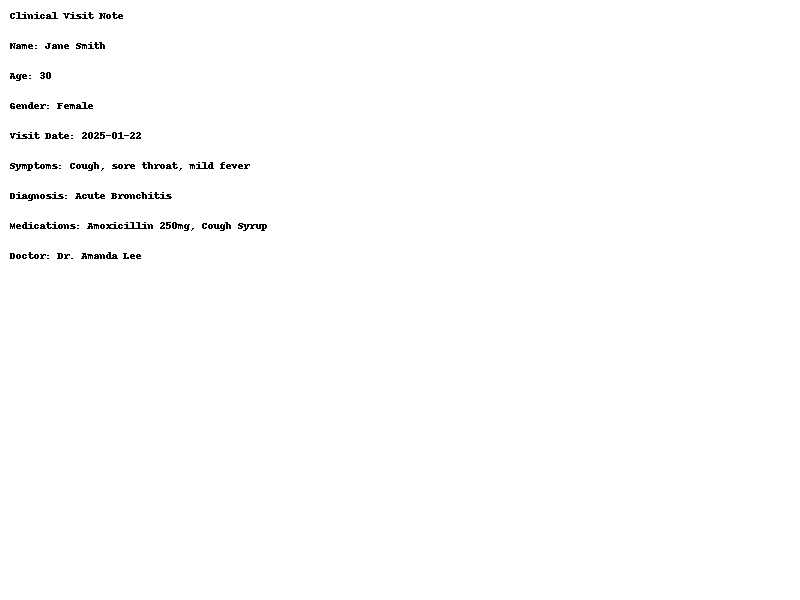 Clinical Visit Note
Name: Jane Smith
Age: 30
Gender: Female
Visit Date: 2025-01-22
Symptoms: Cough, sore throat, mild fever
Diagnosis: Acute Bronchitis
Medications: Amoxicillin 250mg, Cough Syrup
Doctor: Dr. Amanda Lee